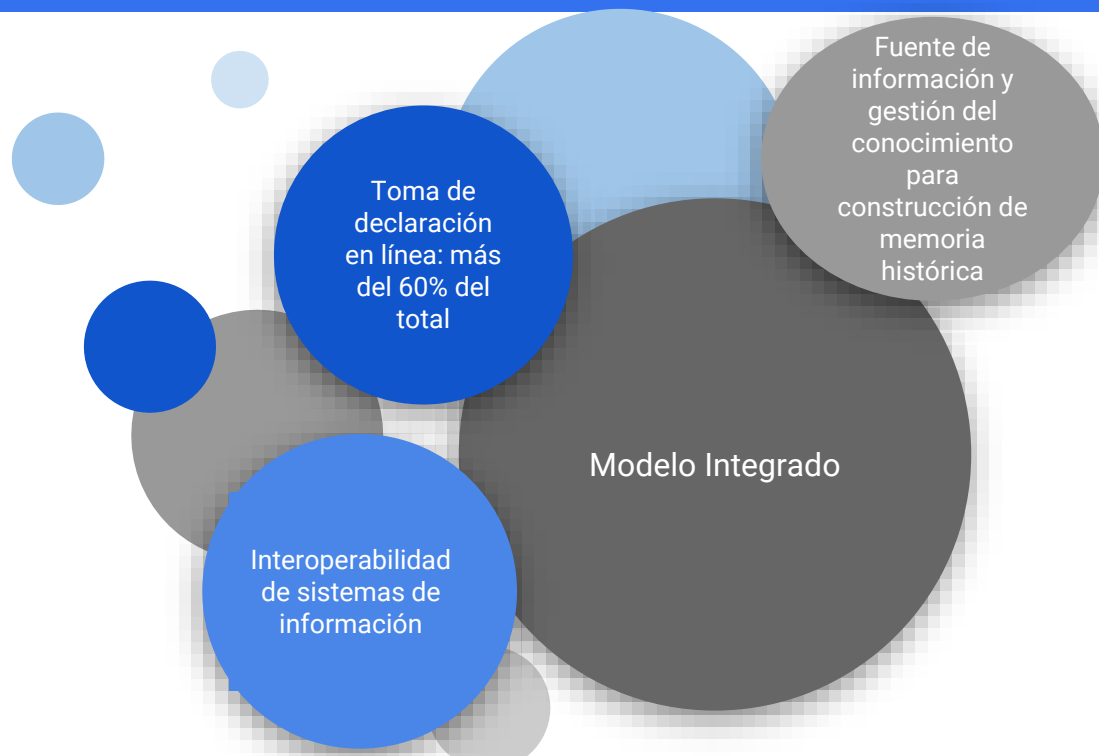 Fuente de
información y
gestión del
conocimiento
para
construcción de
memoria
histórica
Toma de
declaración
en línea: más
del 60% del
total
Modelo Integrado
Interoperabilidad
de sistemas de
información